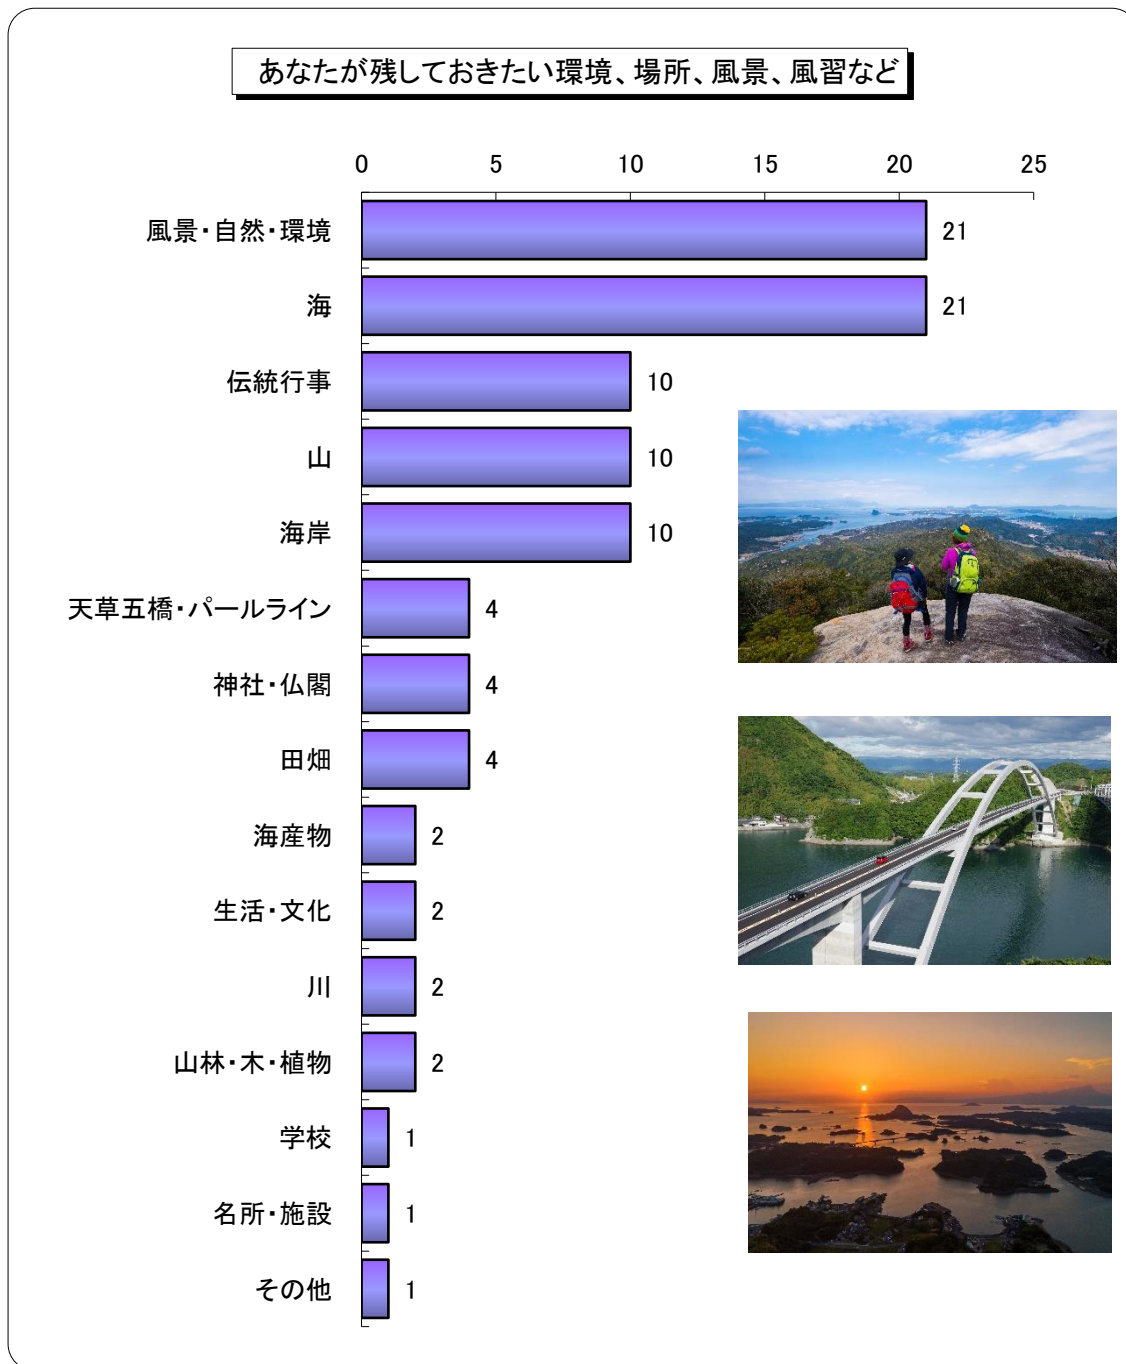 あなたが残しておきたい環境、場所、風景、風習など
0 5 10 15 20 25
風景・自然・環境 21
海 21
伝統行事 10
山 10
海岸 10
天草五橋・パールライン 4
神社・仏閣 4
田畑 4
海産物 2
生活・文化 2
川 2
山林・木・植物 2
学校 1
名所・施設 1
その他 1